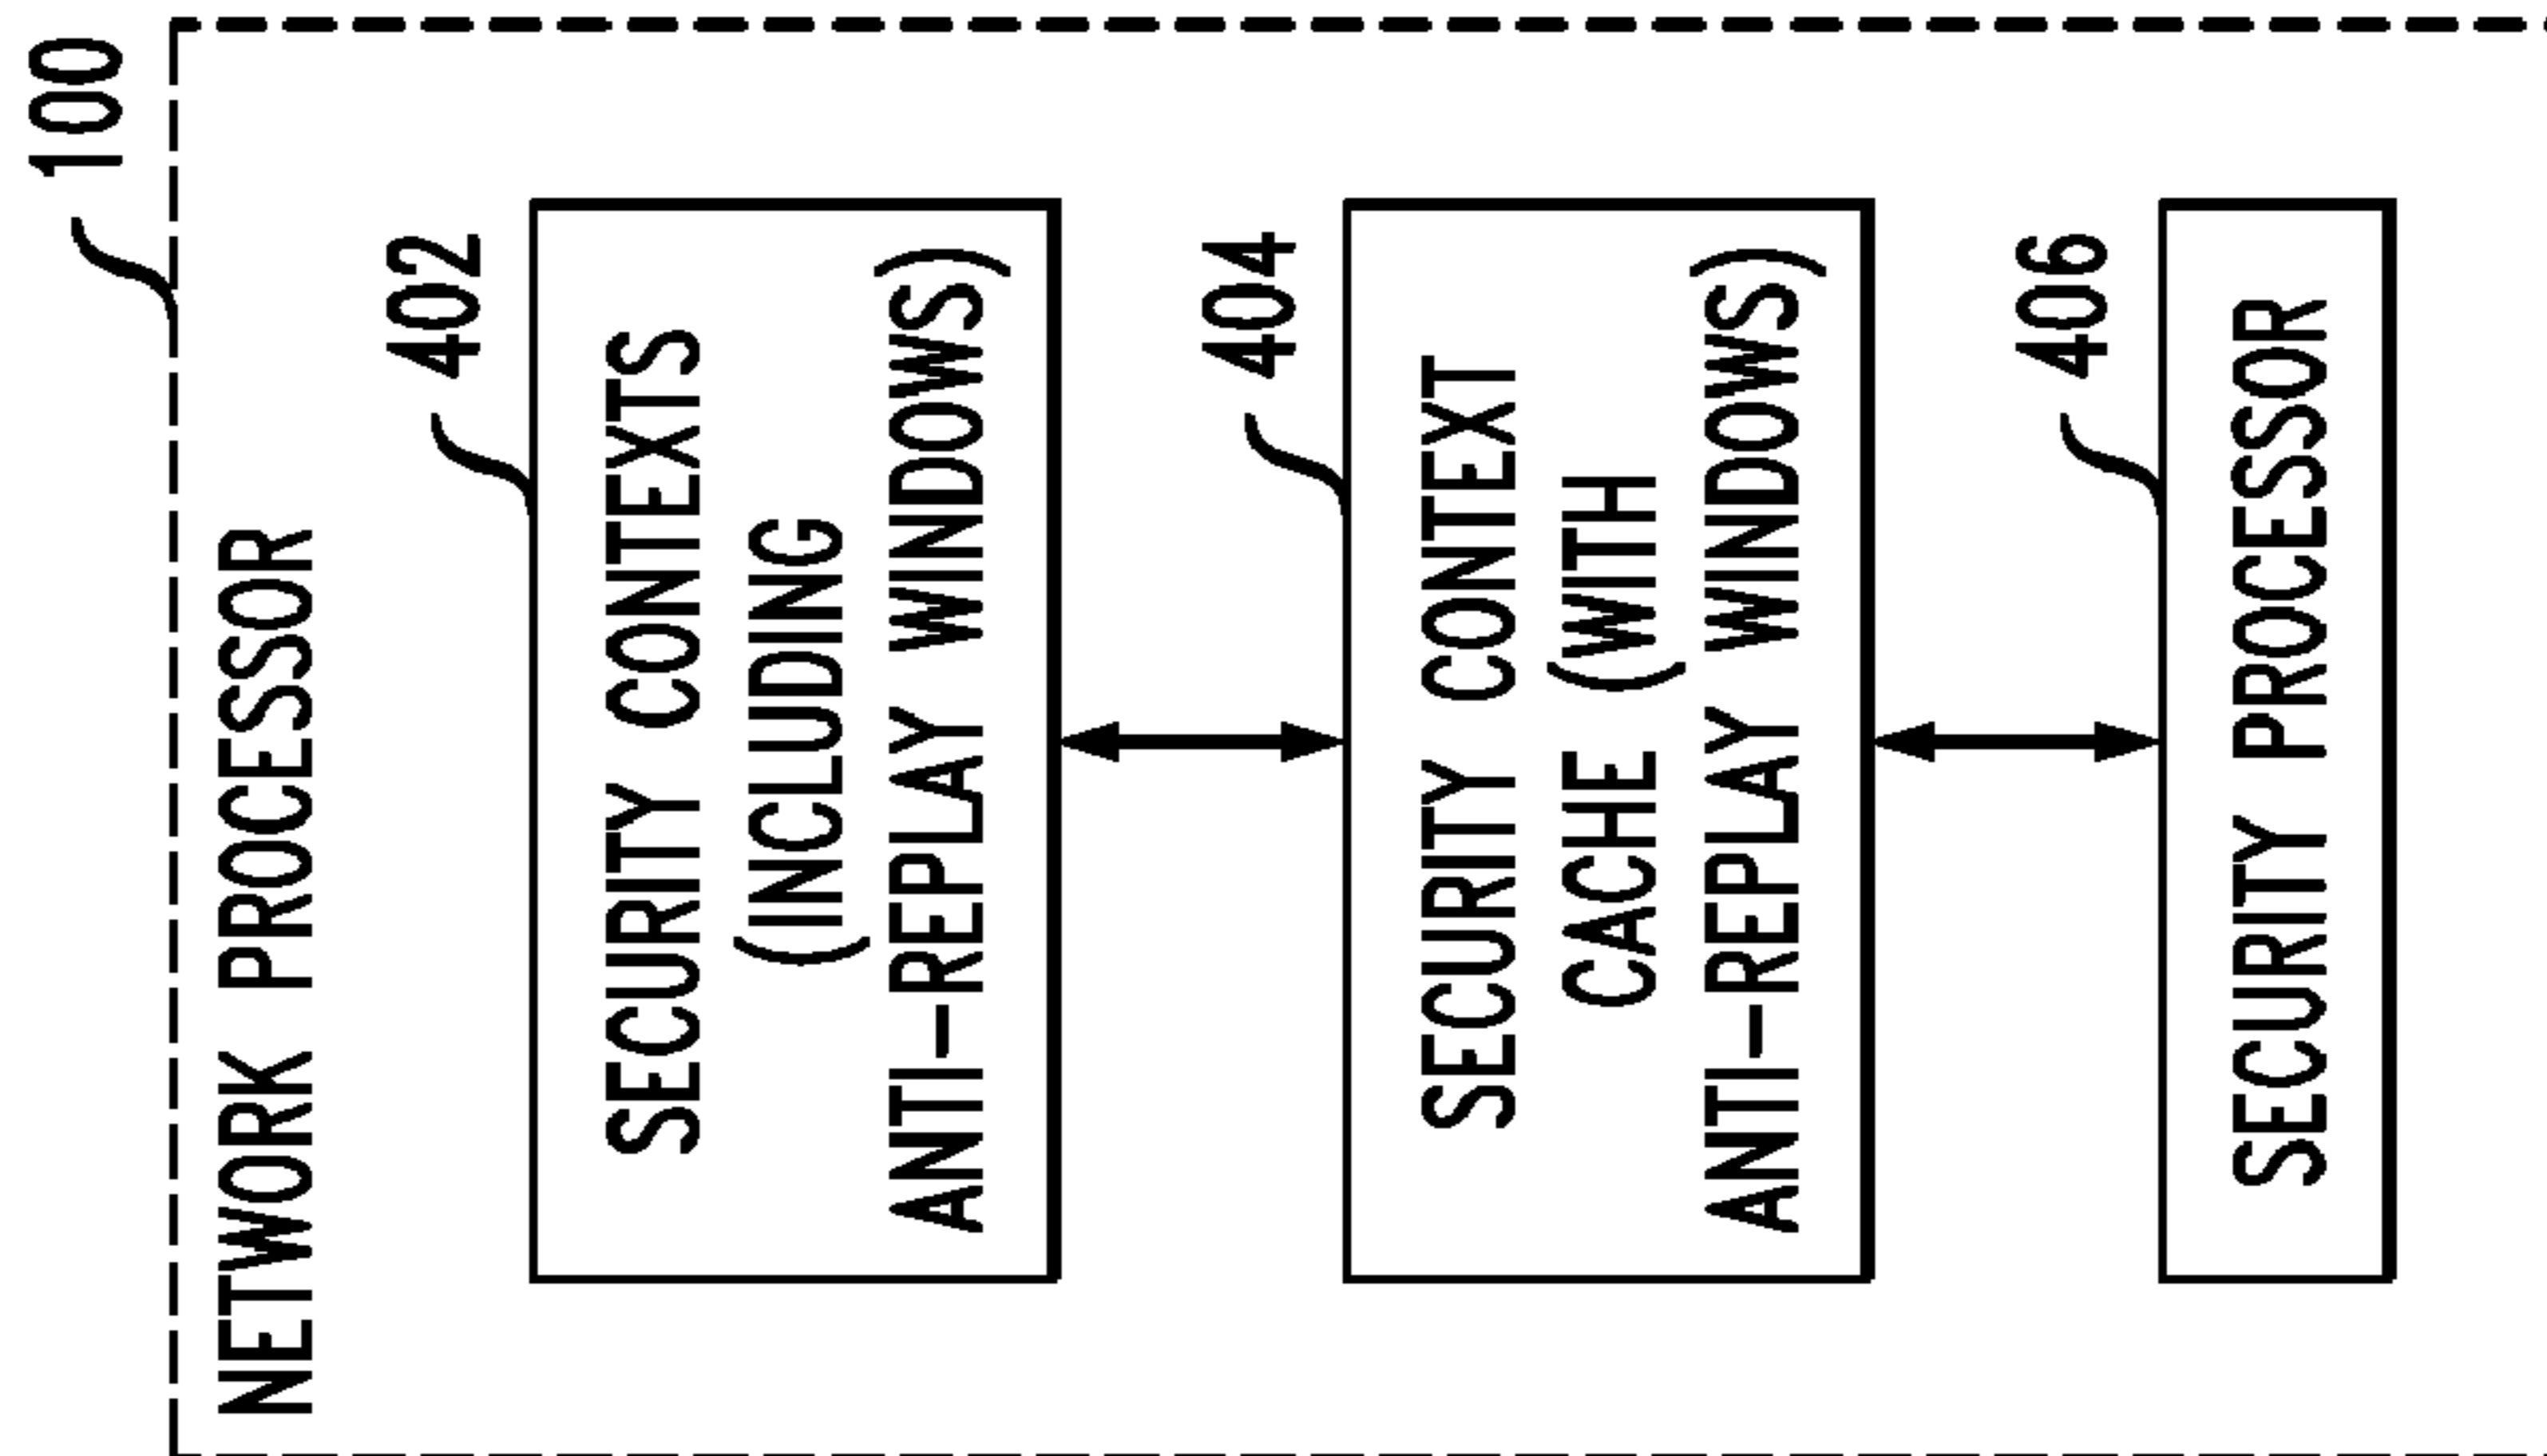 100
NETWORK PROCESSOR
402
SECURITY CONTEXTS
(INCLUDING
ANTI-REPLAY WINDOWS)
404
SECURITY CONTEXT
CACHE (WITH
ANTI-REPLAY WINDOWS)
406
SECURITY PROCESSOR